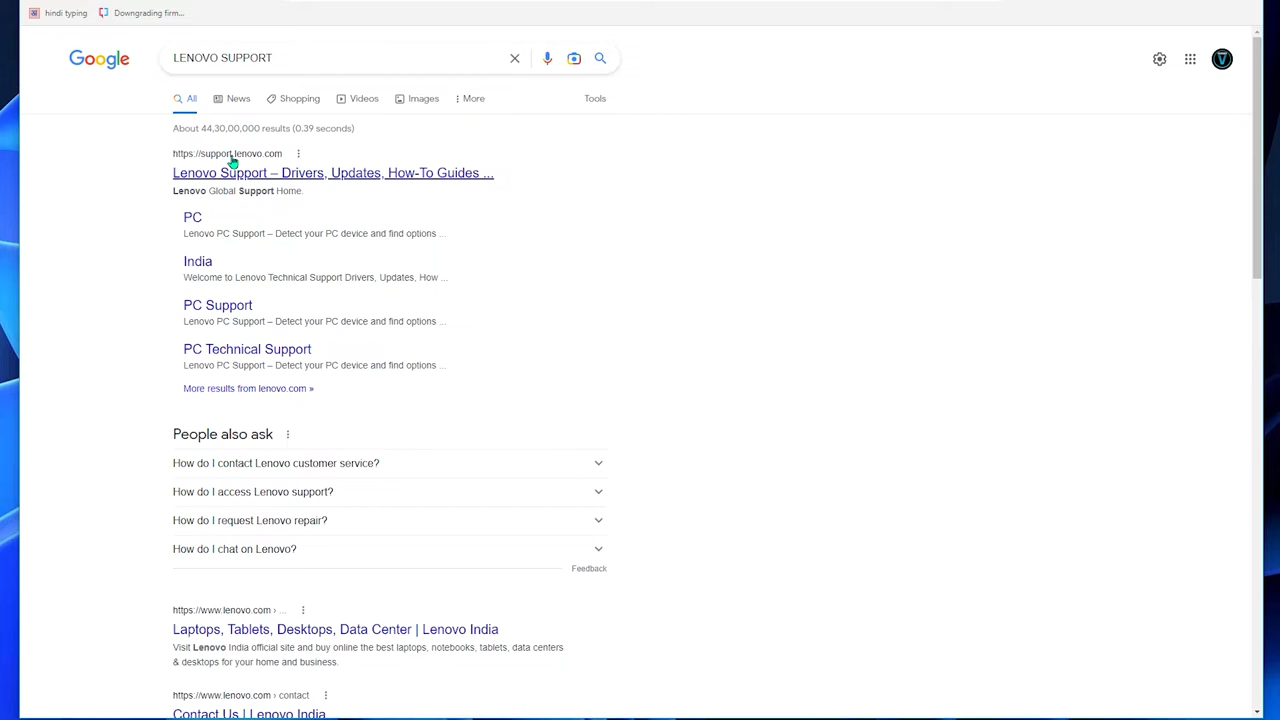 hindi typing Downgrading firm...
Google LENOVO SUPPORT
All News Shopping Videos Images More Tools
About 44,30,00,000 results (0.39 seconds)
https://support.lenovo.com
Lenovo Support – Drivers, Updates, How-To Guides ...
Lenovo Global Support Home.
PC
Lenovo PC Support – Detect your PC device and find options ...
India
Welcome to Lenovo Technical Support Drivers, Updates, How ...
PC Support
Lenovo PC Support – Detect your PC device and find options ...
PC Technical Support
Lenovo PC Support – Detect your PC device and find options ...
More results from lenovo.com »
People also ask
How do I contact Lenovo customer service?
How do I access Lenovo support?
How do I request Lenovo repair?
How do I chat on Lenovo?
Feedback
https://www.lenovo.com › ...
Laptops, Tablets, Desktops, Data Center | Lenovo India
Visit Lenovo India official site and buy online the best laptops, notebooks, tablets, data centers
& desktops for your home and business.
https://www.lenovo.com › contact
Contact Us | Lenovo India